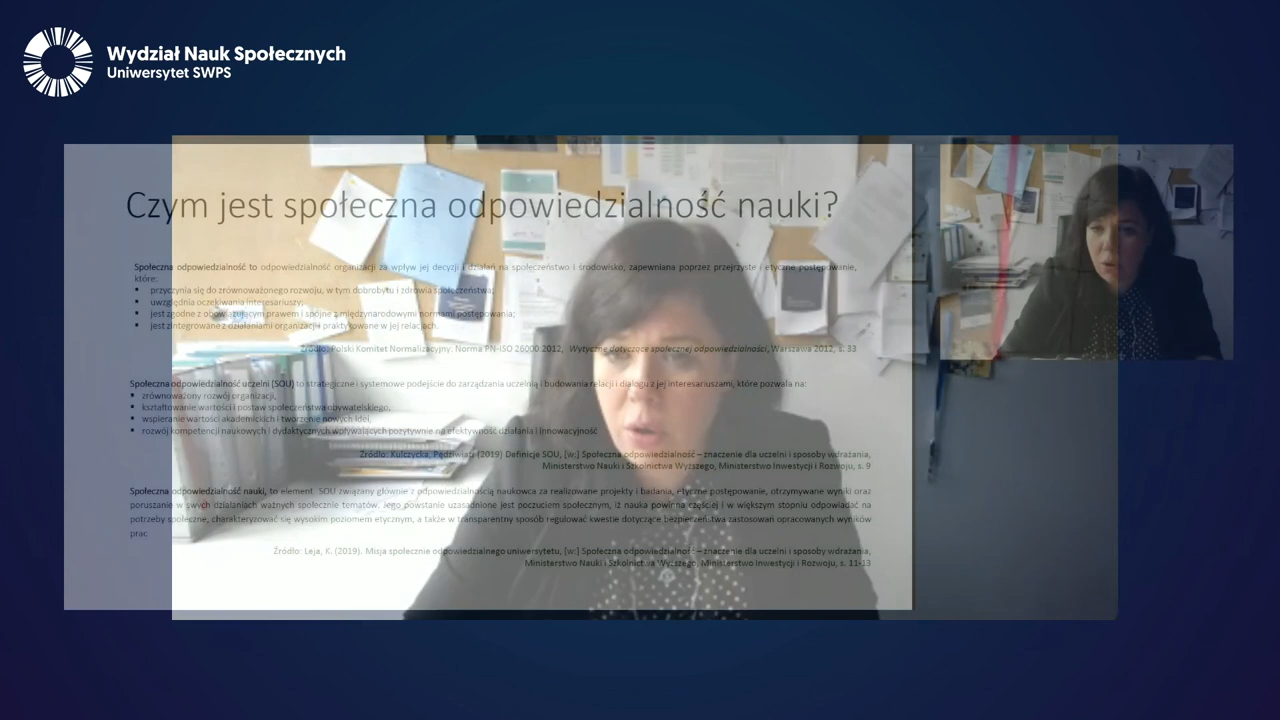 Wydział Nauk Społecznych
Uniwersytet SWPS
Czym jest społeczna odpowiedzialność nauki?
Społeczna odpowiedzialność to odpowiedzialność organizacji za wpływ jej decyzji i działań na społeczeństwo i środowisko, zapewniana poprzez przejrzyste i etyczne postępowanie,
które:
▪ przyczynia się do zrównoważonego rozwoju, w tym dobrobytu i zdrowia społeczeństwa;
▪ uwzględnia oczekiwania interesariuszy;
▪ jest zgodne z obowiązującym prawem i spójne z międzynarodowymi normami postępowania;
▪ jest zintegrowane z działaniami organizacji i praktykowane w jej relacjach.
Źródło: Polski Komitet Normalizacyjny: Norma PN-ISO 26000:2012, Wytyczne dotyczące społecznej odpowiedzialności, Warszawa 2012, s. 33
Społeczna odpowiedzialność uczelni (SOU) to strategiczne i systemowe podejście do zarządzania uczelnią i budowania relacji i dialogu z jej interesariuszami, które pozwala na:
▪ zrównoważony rozwój organizacji,
▪ kształtowanie wartości i postaw społeczeństwa obywatelskiego,
▪ wspieranie wartości akademickich i tworzenie nowych idei,
▪ rozwój kompetencji naukowych i dydaktycznych wpływających pozytywnie na efektywność działania i innowacyjność
Źródło: Kulczycka, Pędziwiatr (2019) Definicje SOU, [w:] Społeczna odpowiedzialność – znaczenie dla uczelni i sposoby wdrażania,
Ministerstwo Nauki i Szkolnictwa Wyższego, Ministerstwo Inwestycji i Rozwoju, s. 9
Społeczna odpowiedzialność nauki, to element SOU związany głównie z odpowiedzialnością naukowca za realizowane projekty i badania, etyczne postępowanie, otrzymywane wyniki oraz
poruszanie w swych działaniach ważnych społecznie tematów. Jego powstanie uzasadnione jest poczuciem społecznym, iż nauka powinna częściej i w większym stopniu odpowiadać na
potrzeby społeczne, charakteryzować się wysokim poziomem etycznym, a także w transparentny sposób regulować kwestie dotyczące bezpieczeństwa zastosowań opracowanych wyników
prac.
Źródło: Leja, K. (2019). Misja społecznie odpowiedzialnego uniwersytetu, [w:] Społeczna odpowiedzialność – znaczenie dla uczelni i sposoby wdrażania,
Ministerstwo Nauki i Szkolnictwa Wyższego, Ministerstwo Inwestycji i Rozwoju, s. 11-13